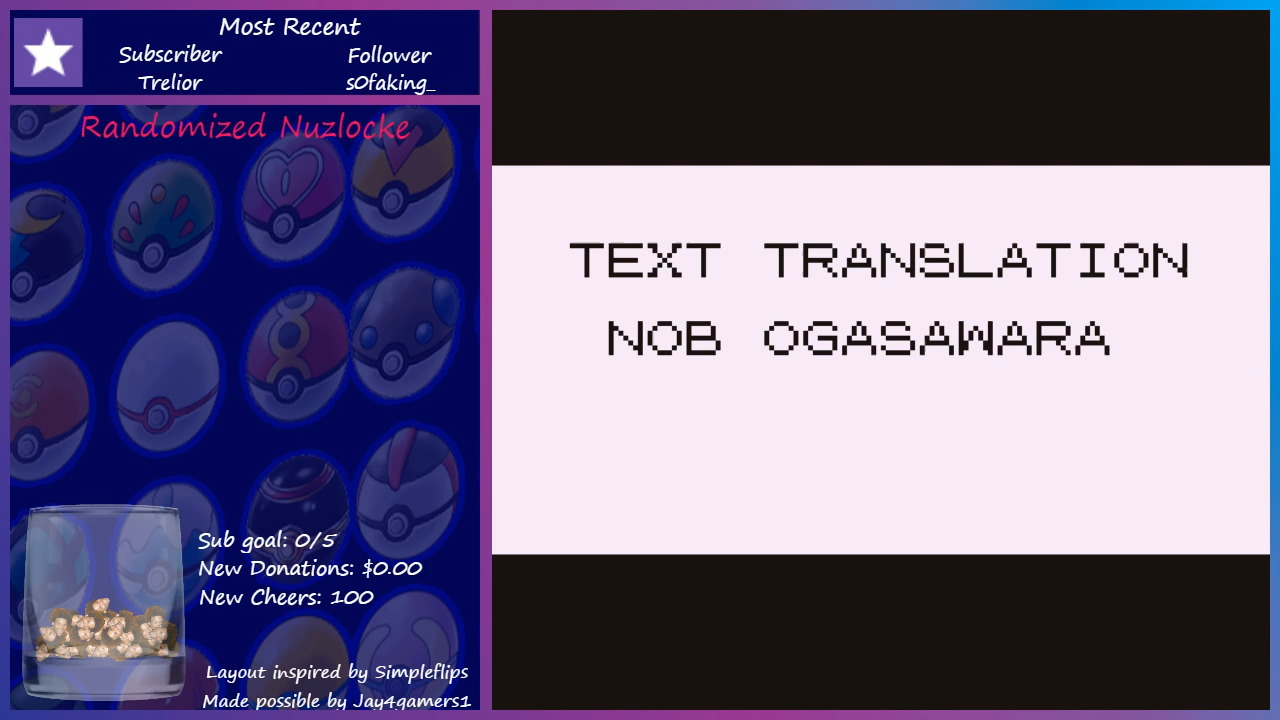 Most Recent
Subscriber
Follower
Trelior
s0faking_
Randomized Nuzlocke
Sub goal: 0/5
New Donations: $0.00
New Cheers: 100
Layout inspired by Simpleflips
Made possible by Jay4gamers1
TEXT TRANSLATION
NOB OGASAWARA